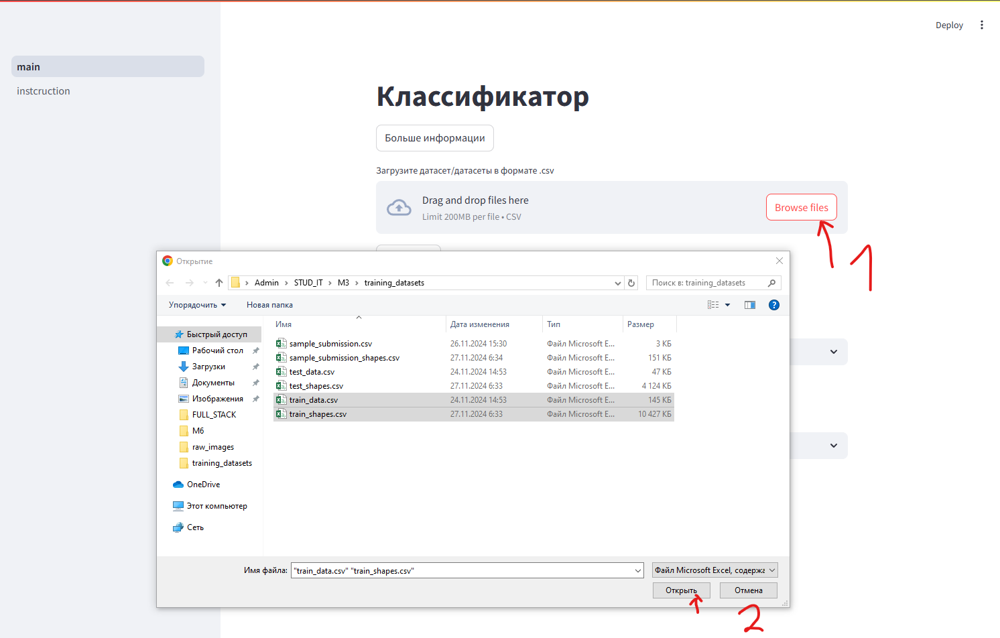 Deploy
main
instcruction
Классификатор
Больше информации
Загрузите датасет/датасеты в формате .csv
Drag and drop files here
Limit 200MB per file • CSV
Browse files
1
Открытие
Admin › STUD_IT › M3 › training_datasets
Поиск в: training_datasets
Упорядочить
Новая папка
Имя Дата изменения Тип Размер
Быстрый доступ
Рабочий стол
Загрузки
Документы
Изображения
FULL_STACK
M6
raw_images
training_datasets
OneDrive
Этот компьютер
Сеть
sample_submission.csv 26.11.2024 15:30 Файл Microsoft E... 3 КБ
sample_submission_shapes.csv 27.11.2024 6:34 Файл Microsoft E... 151 КБ
test_data.csv 24.11.2024 14:53 Файл Microsoft E... 47 КБ
test_shapes.csv 27.11.2024 6:33 Файл Microsoft E... 4 124 КБ
train_data.csv 24.11.2024 14:53 Файл Microsoft E... 145 КБ
train_shapes.csv 27.11.2024 6:33 Файл Microsoft E... 10 427 КБ
Имя файла: "train_data.csv" "train_shapes.csv"
Файл Microsoft Excel, содержа
Открыть
Отмена
2